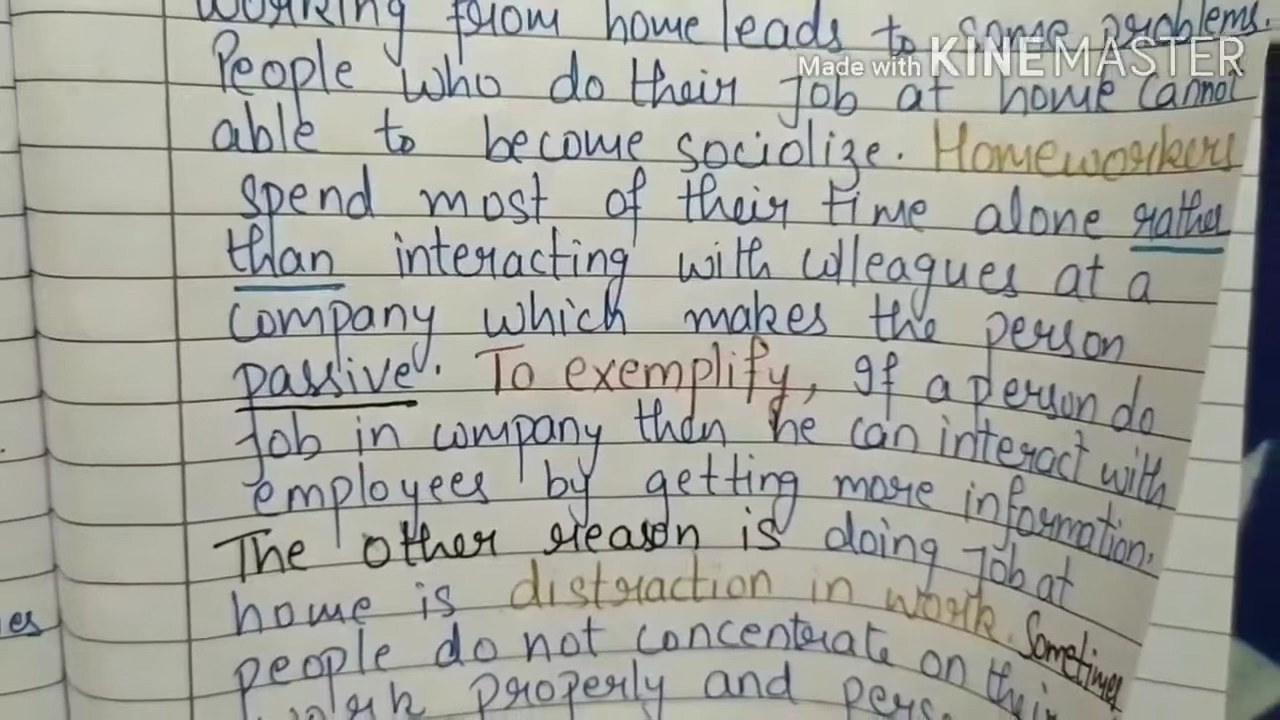 working from home leads to some problems.
Made with KINEMASTER
People who do their Job at home cannot
able to become sociolize. Homeworkers
spend most of their time alone rather
than interacting with colleagues at a
company which makes the person
passive. To exemplify, If a person do
Job in company then he can interact with
employees by getting more information.
The other reason is doing Job at
home is distraction in work. Sometimes
people do not concentrate on their
work properly and
es